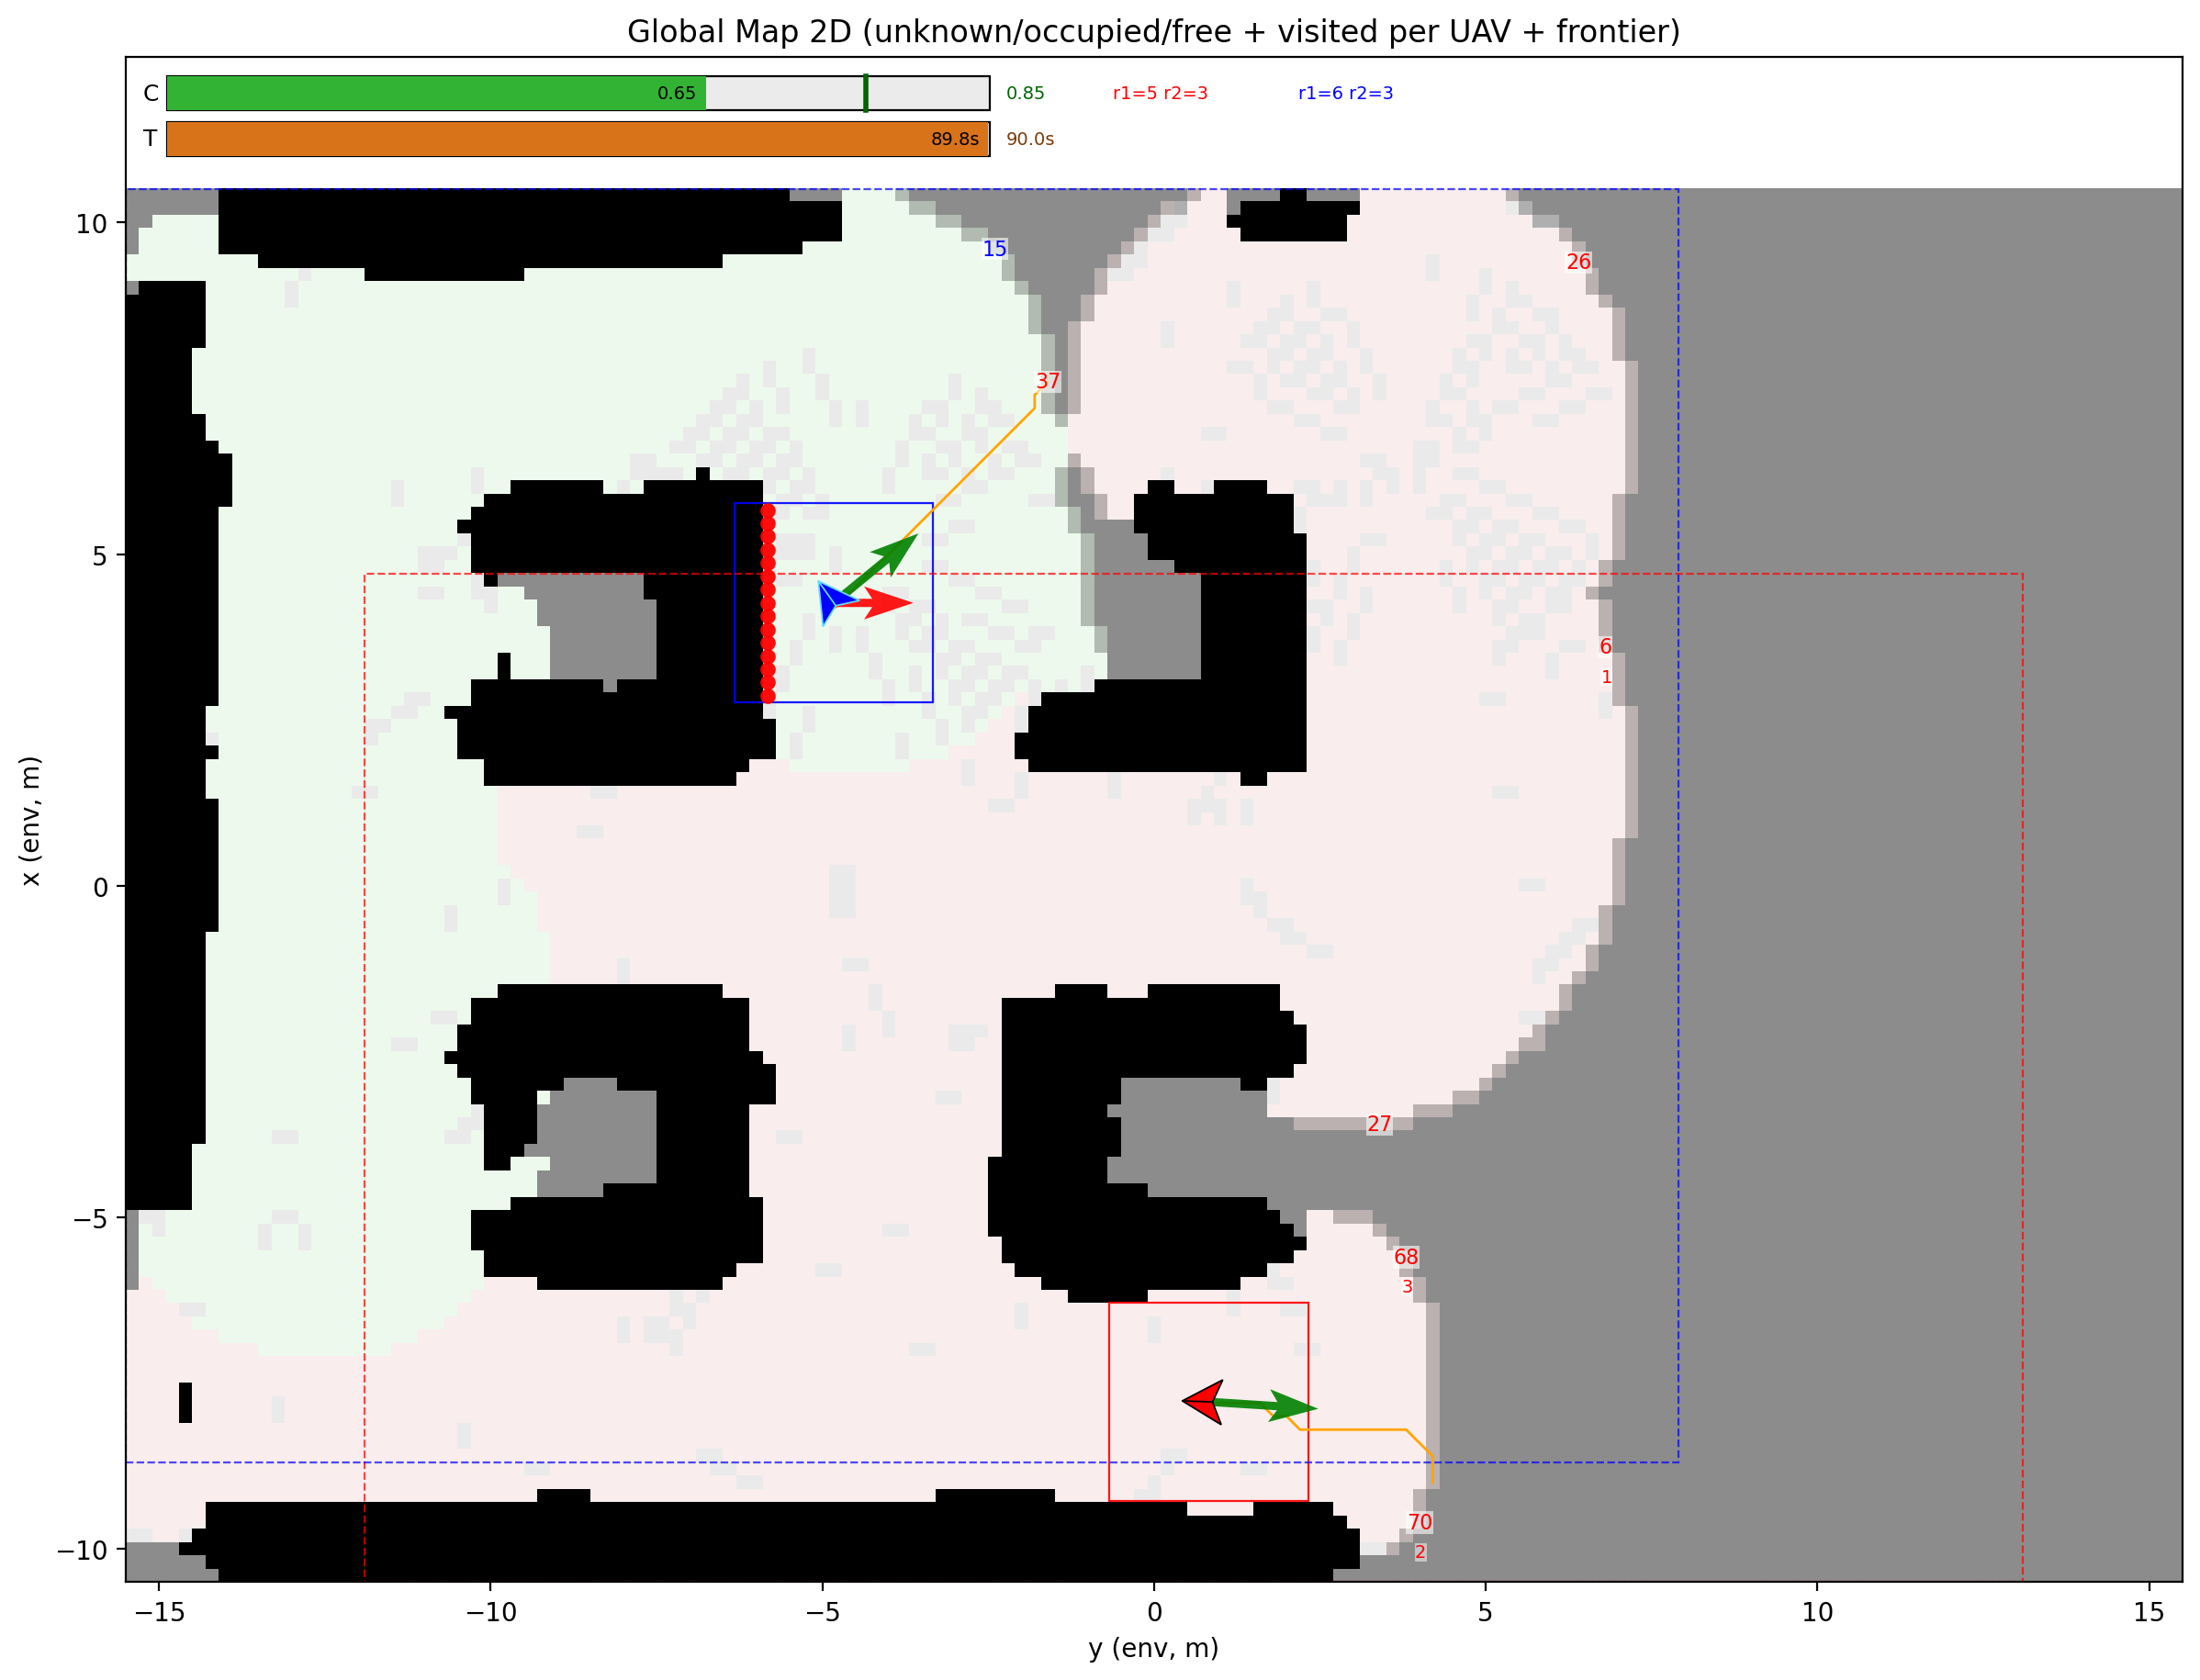 Global Map 2D (unknown/occupied/free + visited per UAV + frontier)
C 0.65 0.85 r1=5 r2=3 r1=6 r2=3
T 89.8s 90.0s
10
5
0
−5
−10
x (env, m)
15
26
37
6
1
27
68
3
70
2
−15 −10 −5 0 5 10 15
y (env, m)